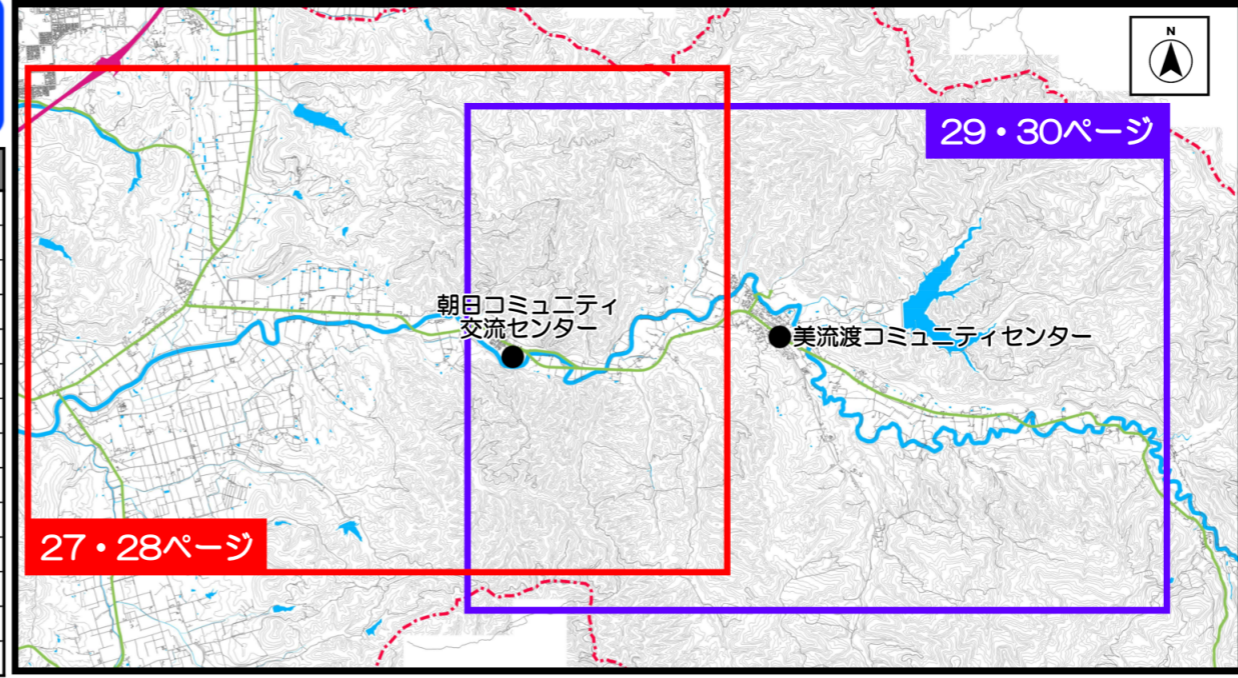 N
29・30ページ
朝日コミュニティ
交流センター
美流渡コミュニティセンター
27・28ページ